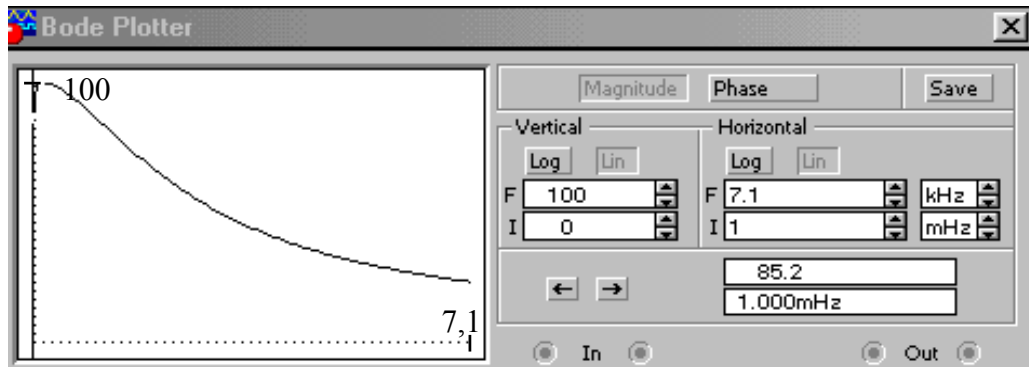 Bode Plotter
100
7,1
Magnitude Phase Save
Vertical Horizontal
Log Lin Log Lin
F 100 F 7.1 kHz
I 0 I 1 mHz
85.2
1.000mHz
In Out